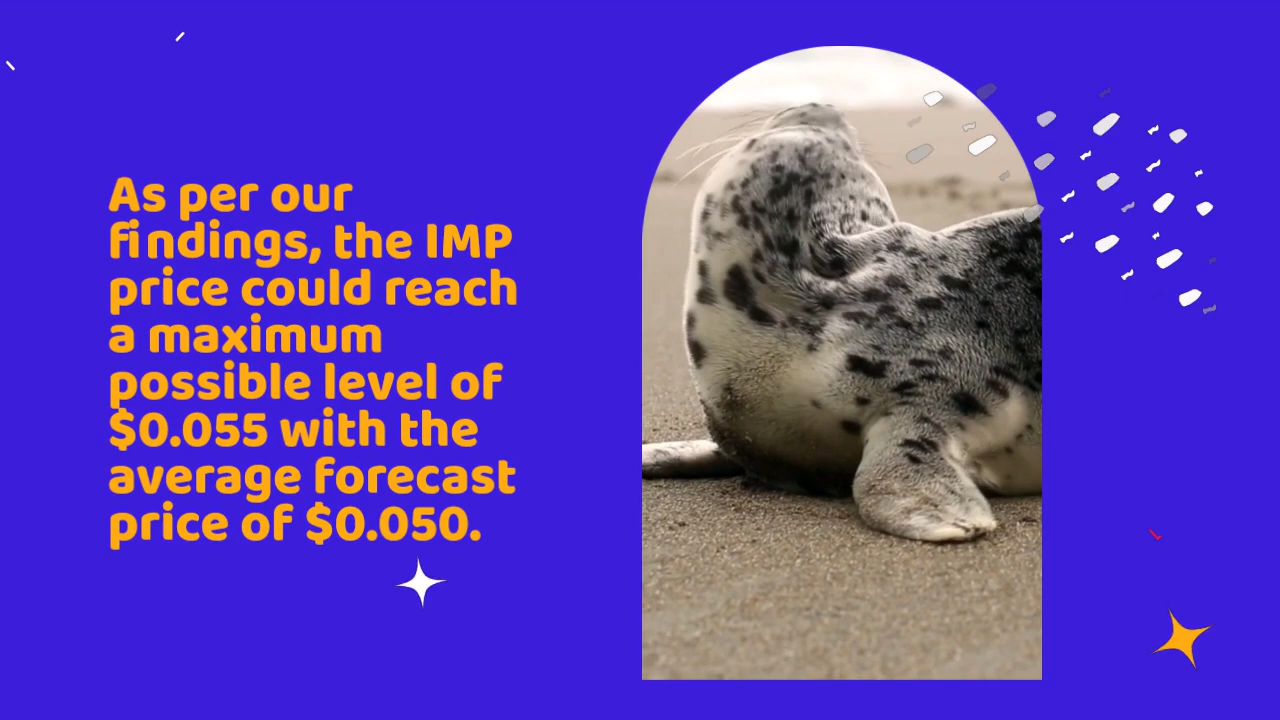 As per our
findings, the IMP
price could reach
a maximum
possible level of
$0.055 with the
average forecast
price of $0.050.